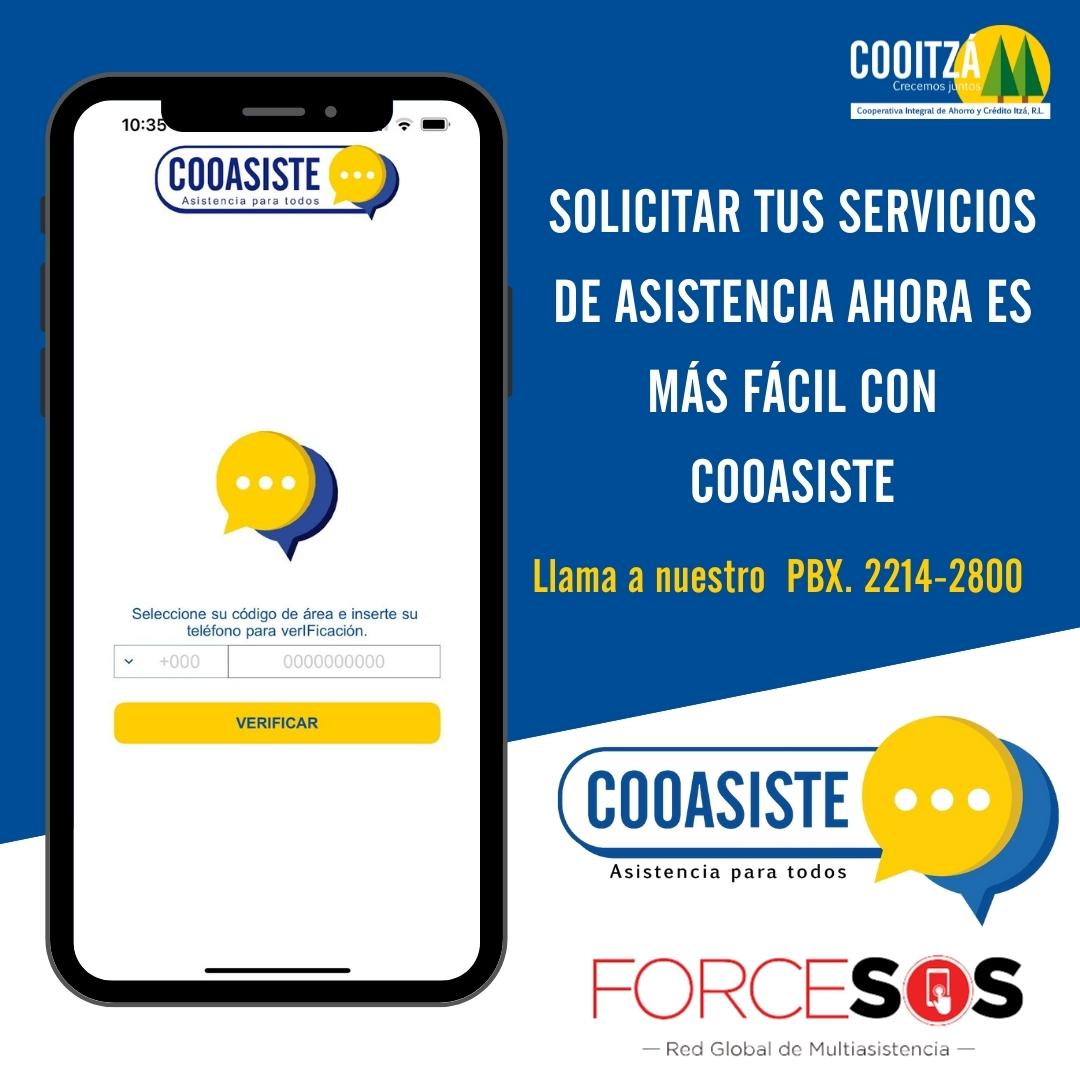 COOITZÁ
Crecemos juntos
Cooperativa Integral de Ahorro y Crédito Itzá, R.L.
10:35
COOASISTE
Asistencia para todos
Seleccione su código de área e inserte su
teléfono para verIFicación.
+000
0000000000
VERIFICAR
SOLICITAR TUS SERVICIOS
DE ASISTENCIA AHORA ES
MÁS FÁCIL CON
COOASISTE
Llama a nuestro PBX. 2214-2800
COOASISTE
Asistencia para todos
FORCESOS
— Red Global de Multiasistencia —